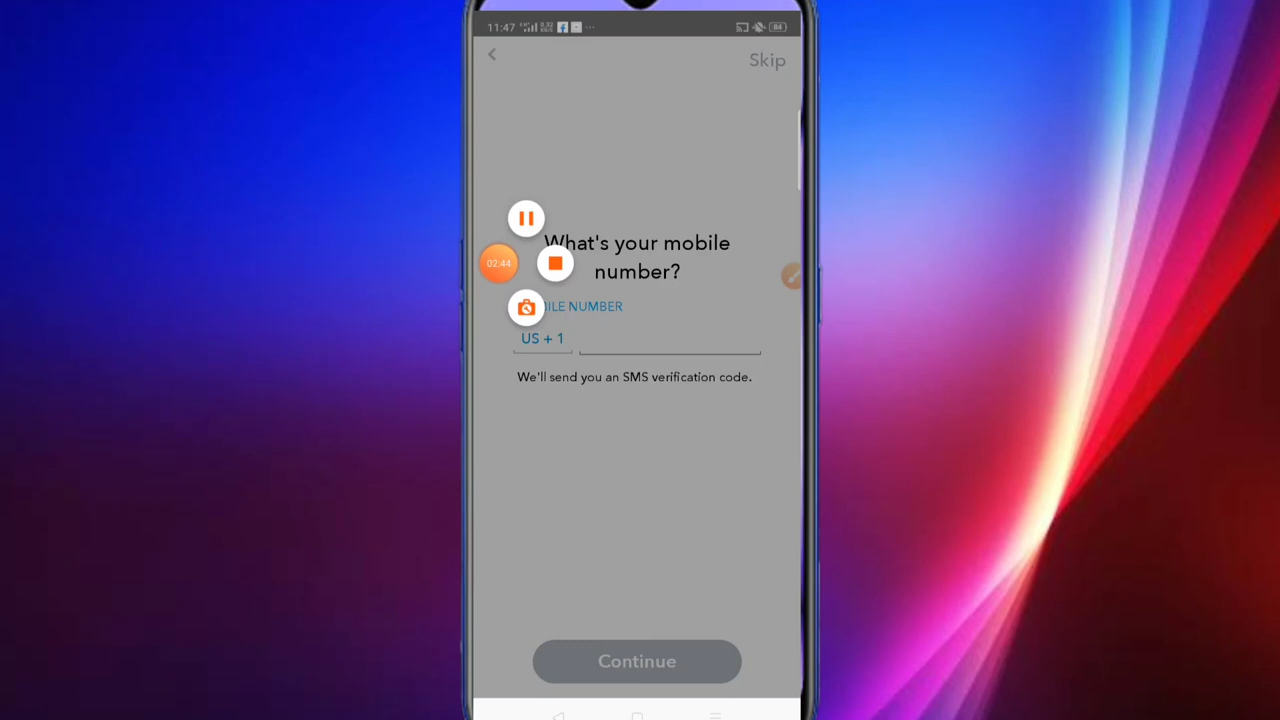 11:47
84
Skip
What's your mobile
number?
02:44
ILE NUMBER
US + 1
We'll send you an SMS verification code.
Continue